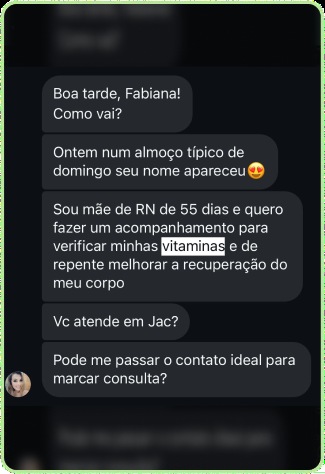 Boa tarde, Fabiana!
Como vai?
Ontem num almoço típico de
domingo seu nome apareceu😍
Sou mãe de RN de 55 dias e quero
fazer um acompanhamento para
verificar minhas vitaminas e de
repente melhorar a recuperação do
meu corpo
Vc atende em Jac?
Pode me passar o contato ideal para
marcar consulta?